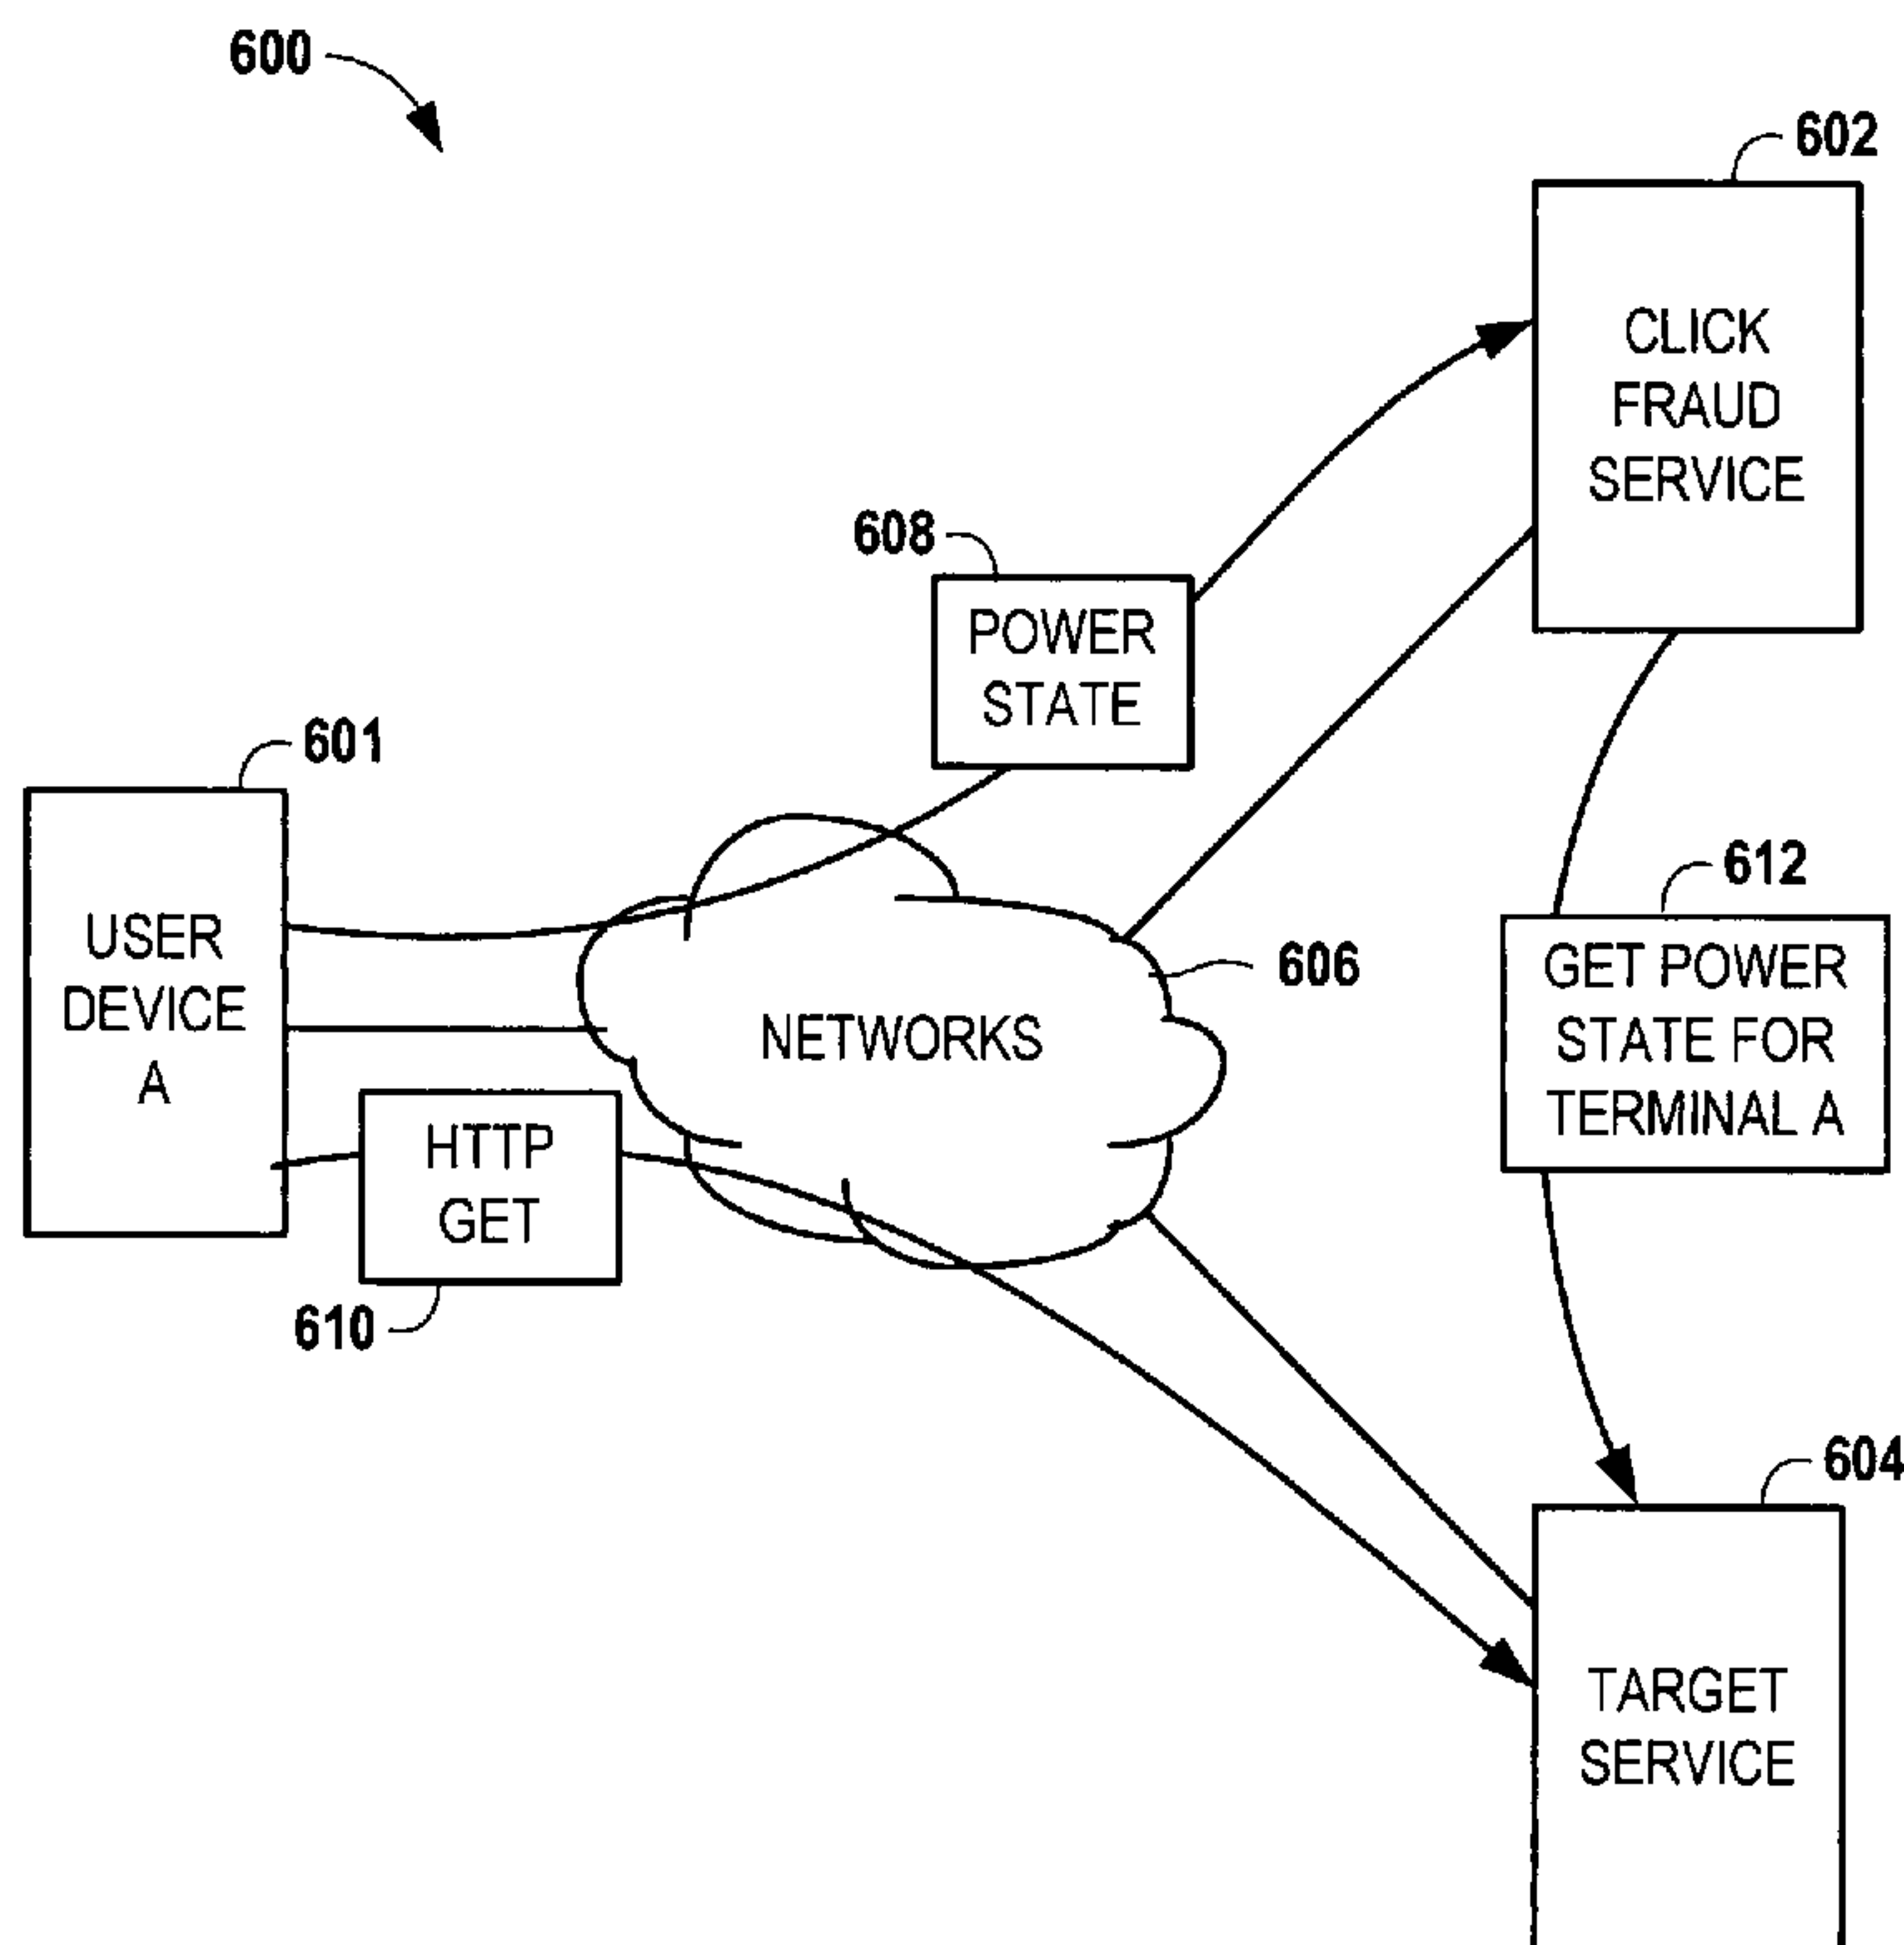 600
602
CLICK
FRAUD
SERVICE
608
POWER
STATE
601
USER
DEVICE
A
612
GET POWER
STATE FOR
TERMINAL A
606
NETWORKS
HTTP
GET
610
604
TARGET
SERVICE